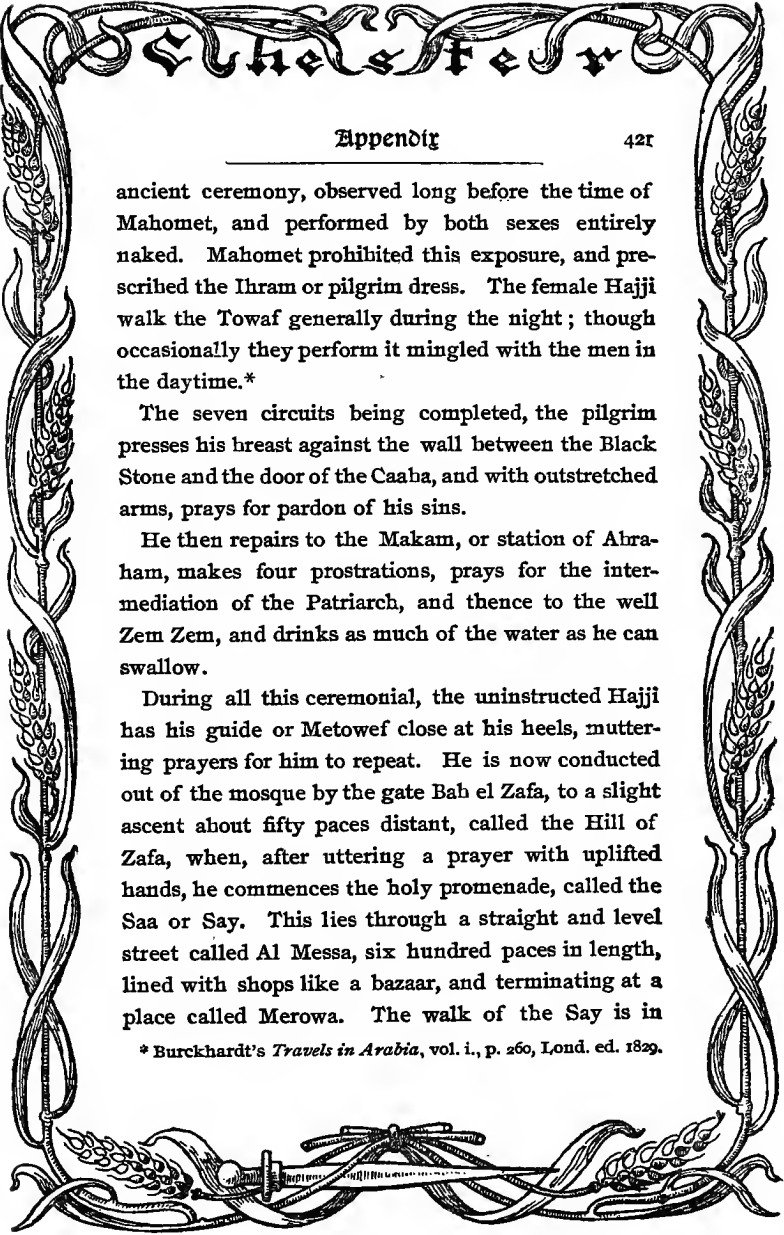 Chester
Appendix 421
ancient ceremony, observed long before the time of
Mahomet, and performed by both sexes entirely
naked. Mahomet prohibited this exposure, and pre-
scribed the Ihram or pilgrim dress. The female Hajji
walk the Towaf generally during the night; though
occasionally they perform it mingled with the men in
the daytime.*
The seven circuits being completed, the pilgrim
presses his breast against the wall between the Black
Stone and the door of the Caaba, and with outstretched
arms, prays for pardon of his sins.
He then repairs to the Makam, or station of Abra-
ham, makes four prostrations, prays for the inter-
mediation of the Patriarch, and thence to the well
Zem Zem, and drinks as much of the water as he can
swallow.
During all this ceremonial, the uninstructed Hajji
has his guide or Metowef close at his heels, mutter-
ing prayers for him to repeat. He is now conducted
out of the mosque by the gate Bab el Zafa, to a slight
ascent about fifty paces distant, called the Hill of
Zafa, when, after uttering a prayer with uplifted
hands, he commences the holy promenade, called the
Saa or Say. This lies through a straight and level
street called Al Messa, six hundred paces in length,
lined with shops like a bazaar, and terminating at a
place called Merowa. The walk of the Say is in
* Burckhardt's Travels in Arabia, vol. i., p. 260, Lond. ed. 1829.